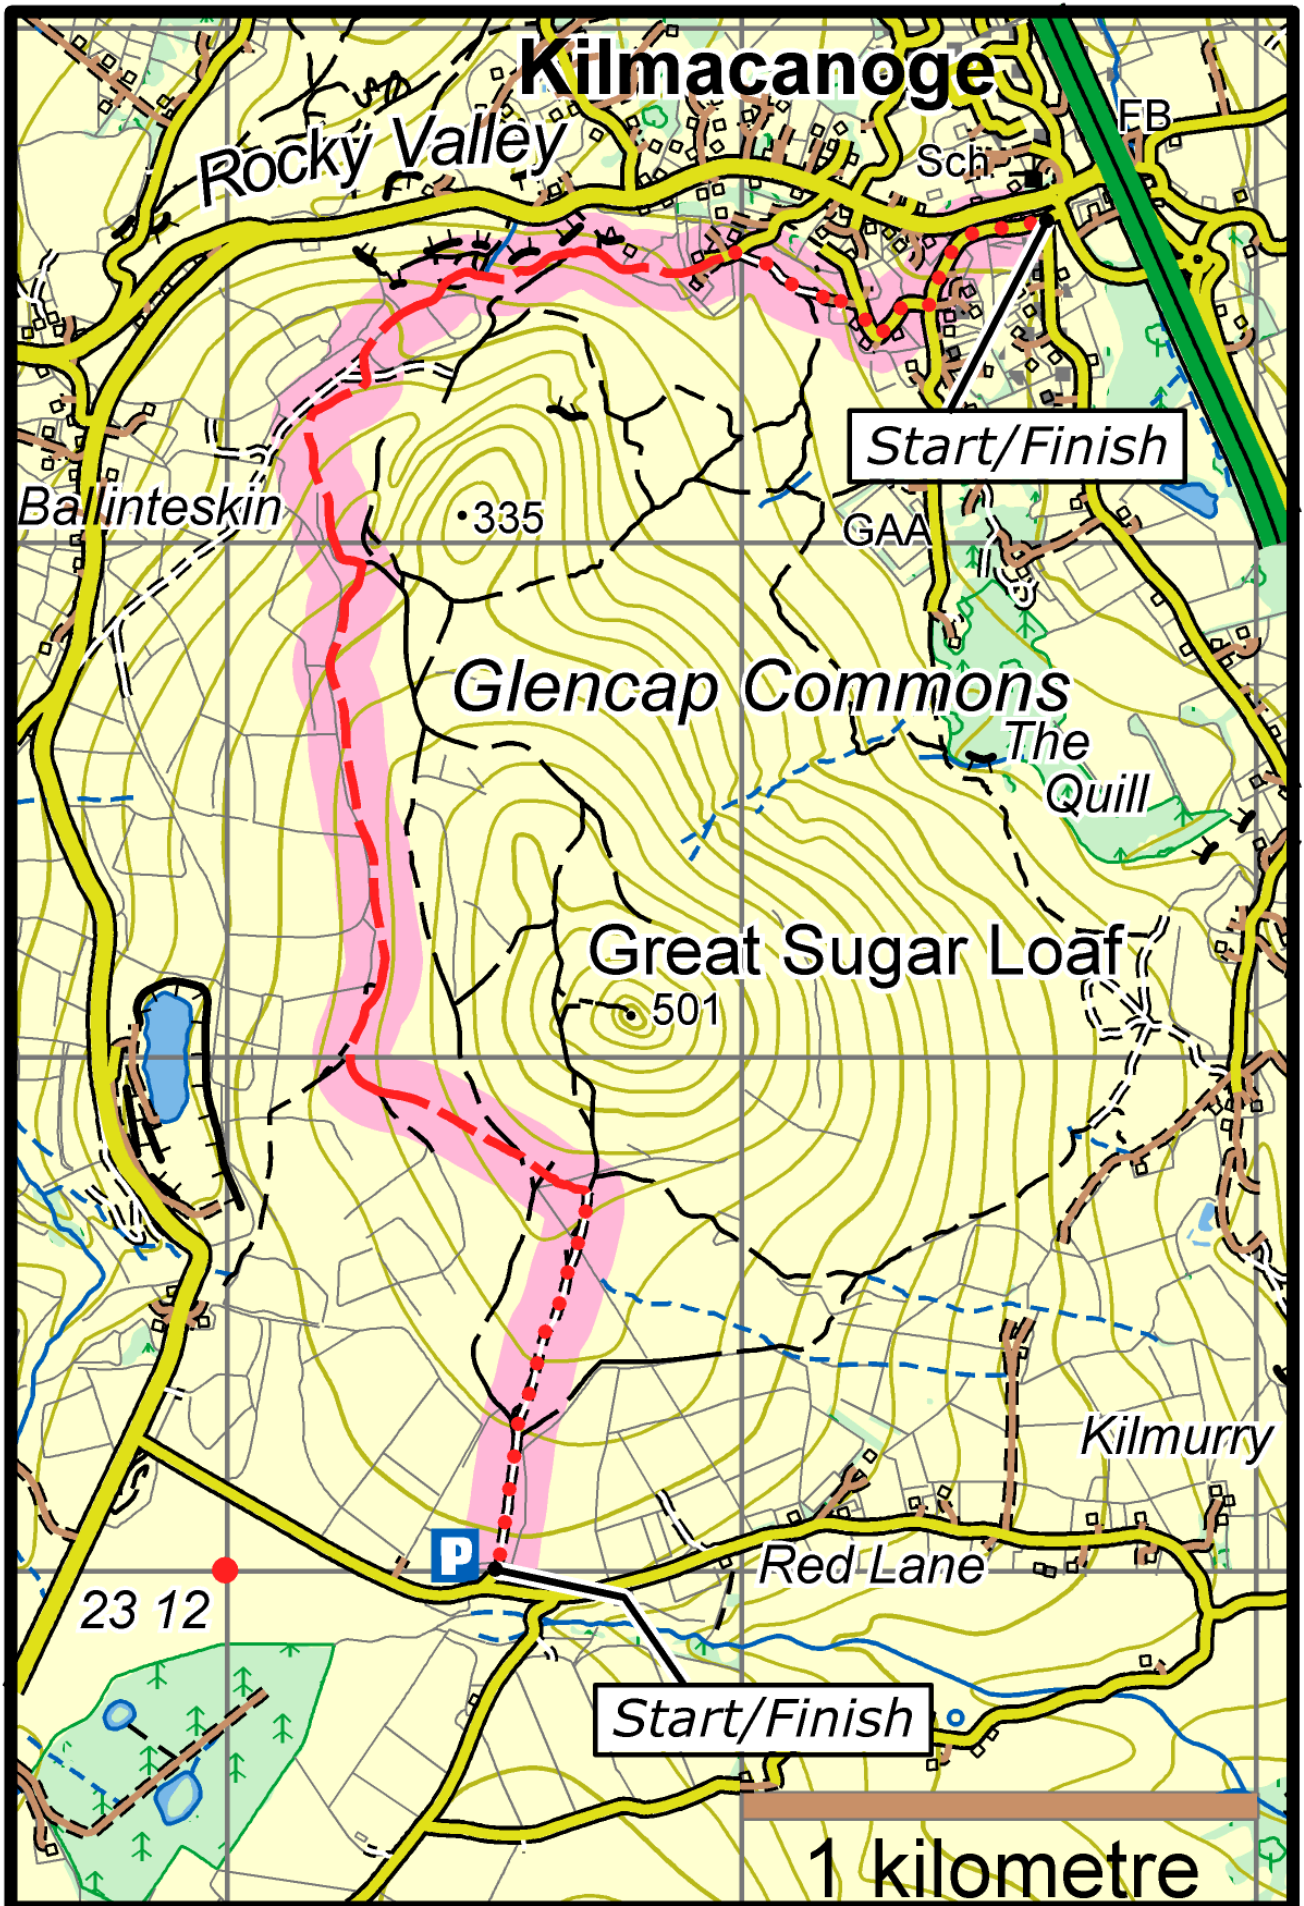 Kilmacanoge
FB
Rocky Valley
Sch.
Start/Finish
Ballinteskin
335
GAA
Glencap Commons
The
Quill
Great Sugar Loaf
501
Kilmurry
P
Red Lane
23 12
Start/Finish
1 kilometre